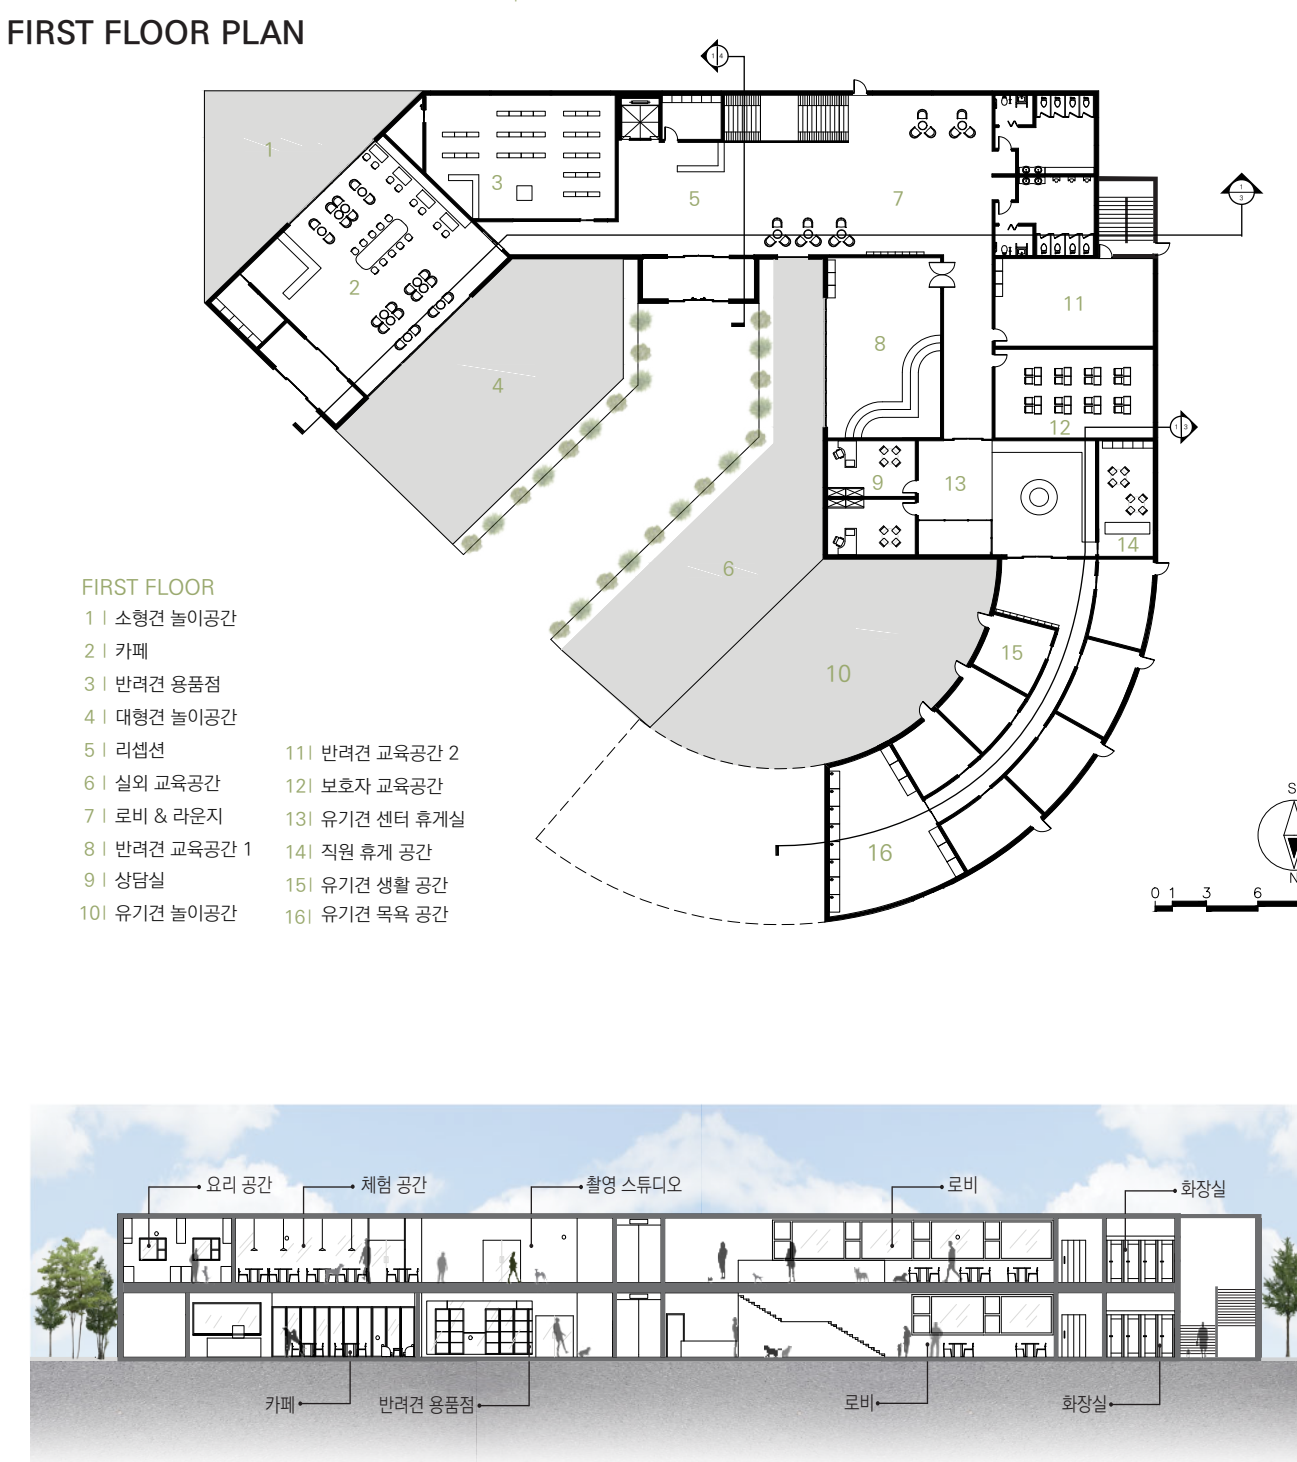 FIRST FLOOR PLAN
1 4
1
3
1
2
3
4
5
6
7
8
9
10
11
12
13
14
15
16
1 3
FIRST FLOOR
1 | 소형견 놀이공간
2 | 카페
3 | 반려견 용품점
4 | 대형견 놀이공간
5 | 리셉션
6 | 실외 교육공간
7 | 로비 & 라운지
8 | 반려견 교육공간 1
9 | 상담실
10| 유기견 놀이공간
11| 반려견 교육공간 2
12| 보호자 교육공간
13| 유기견 센터 휴게실
14| 직원 휴게 공간
15| 유기견 생활 공간
16| 유기견 목욕 공간
S
N
0 1 3 6
요리 공간
체험 공간
촬영 스튜디오
로비
화장실
카페
반려견 용품점
로비
화장실